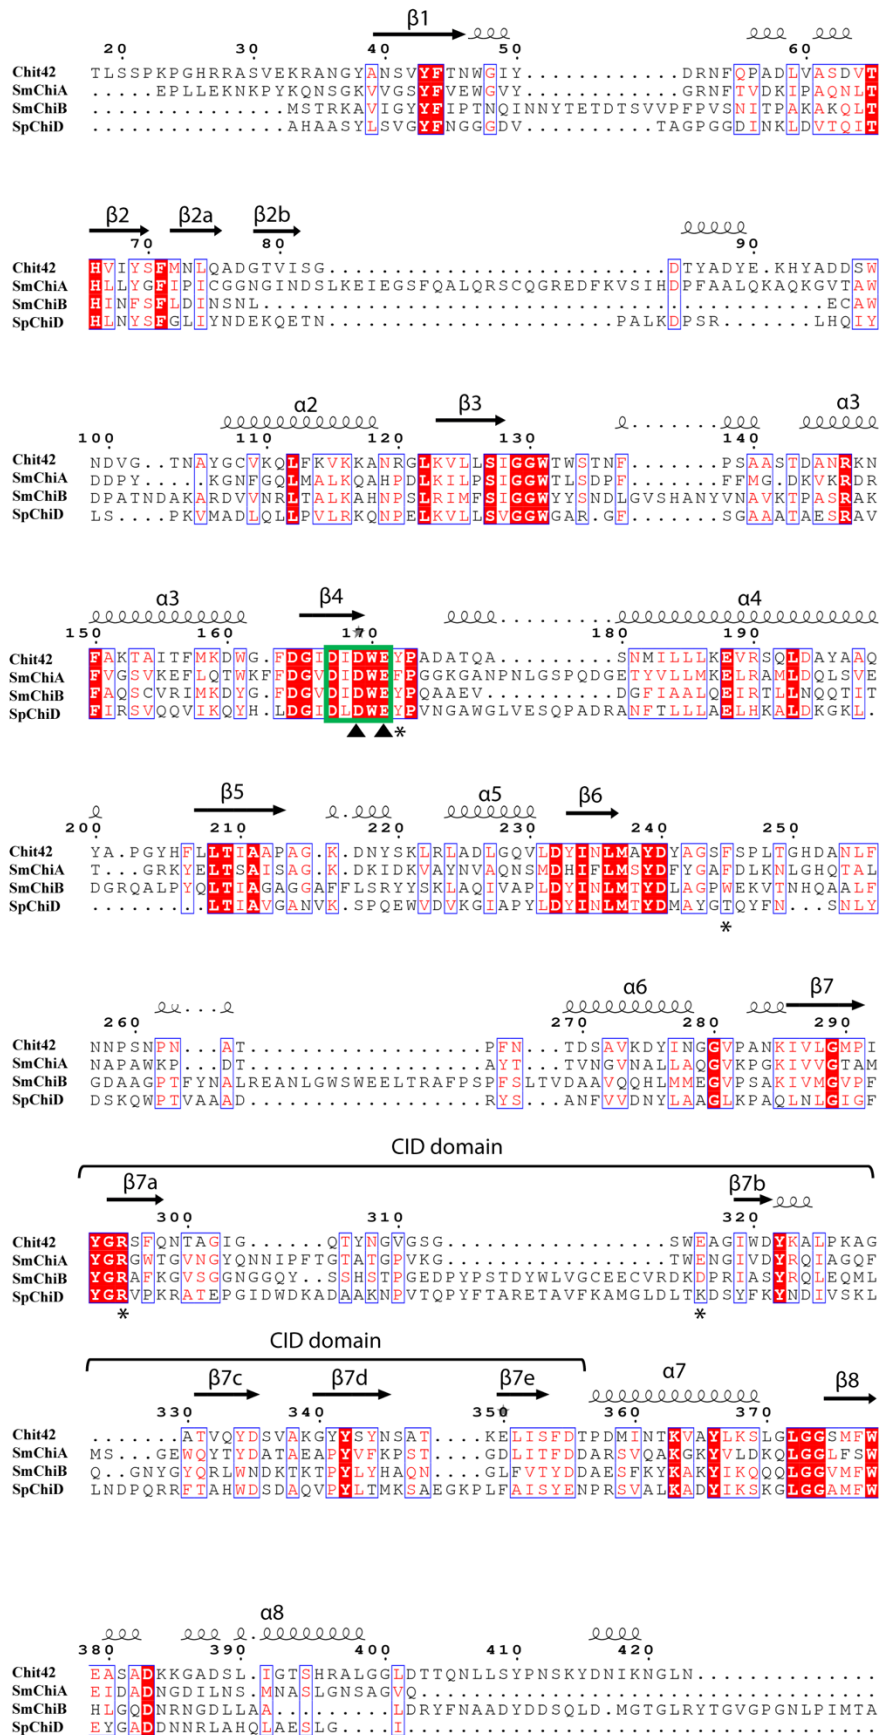 β1
20 30 40 50 60
Chit42 TLSSPKPGHRRASVEKRANGYANSVYFTNWGIY............DRNFQPADLVASDVT
SmChiA .....EPLLEKNKPYKQNSGKVVGSYFVEWGVY............GRNFTVDKIPAQNLT
SmChiB ................MSTRKAVIGYYFIPTNQINNYTETDTSVVPFPVSNITPAKAKQLT
SpChiD ...............AHAASYLSVGYFNGGGDV...........TAGPGGDINKLDVTQIT
β2 β2a β2b
70 80 90
Chit42 HVIYSFMNLQADGTVISG..........................DTYADYE.KHYADDSW
SmChiA HLLYGFIPICGGNGINDSLKEIEGSFQALQRSCQGREDFKVSIHDPFAALQKAQKGVTAW
SmChiB HINFSFLDINSNL...........................................ECAW
SpChiD HLNYSFGLIYNDEKQETN......................PALKDPSR.......LHQIY
α2 β3 α3
100 110 120 130 140
Chit42 NDVG..TNAYGCVKQLFKVKKANRGLKVLLSIGGWTWSTNF.......PSAASTDANRKN
SmChiA DDPY....KGNFGQLMALKQAHPDLKILPSIGGWTLSDPF.......FFMG.DKVKRDR
SmChiB DPATNDAKARDVVNRLTALKAHNPSLRIMFSIGGWYYSNDLGVSHANYVNAVKTPASRAK
SpChiD LS....PKVMADLQLLPVLRKQNPELKVLLSVGGWGAR.GF.......SGAAATAESRAV
α3 β4 α4
150 160 170 180 190
Chit42 FAKTAITFMKDWG.FDGIDIDWEYPADATQA..........SNMILLLKEVRSQLDAYAAQ
SmChiA FVGSVKEFLQTWKFFDGVDIDWEFPGGKGANPNLGSPQDGETYVLLMKELRAMLDQLSVE
SmChiB FAQSCVRIMKDYG.FDGVDIDWEYPQAAEV...........DGFIAALQEIRTLLNQQTIT
SpChiD FIRSVQQVIKQYH.LDGIDLDWEYPVNGAWGLVESQPADRANFTLLLAELHKALDKGKL.
*
β5 α5 β6
200 210 220 230 240 250
Chit42 YA.PGYHFLLTIAAPAG.K.DNYSKLRLADLGQVLDYINLMAYDYAGSFSPLTGHDANLF
SmChiA T...GRKYELTSAISAG.K.DKIDKVAYNVAQNSMDHIFLMSYDFYGAFDLKNLGHQTAL
SmChiB DGRQALPYQLTIAGAGGAFFLSRYYSKLAQIVAPLDYINLMTYDLAGPWEKVTNHQAALF
SpChiD .........LTIAVGANVK.SPQEWVDVKGIAPYLDYINLMTYDMAYGTQYFN...SNLY
*
α6 β7
260 270 280 290
Chit42 NNPSNPN...AT...................PFN...TDSAVKDYINGGVPANKIVLGMPI
SmChiA NAPAWKP...DT...................AYT...TVNGVNALLAQGVKPGKIVVGTAM
SmChiB GDAAGPTFYNALREANLGWSWEELTRAFPSPFSLTVDAAVQQHLMMEGVPSAKIVMGVPF
SpChiD DSKQWPTVAAAD...................RYS...ANFVVDNYLAAGLKPAQLNLGIGF
CID domain
β7a β7b
300 310 320
Chit42 YGRSFQNTAGIG.......QTYNGVGSG................SWEAGIWDYKALPKAG
SmChiA YGRGWTGVNGYQNNIPFTGTATGPVKG.................TWENGIVDYRQIAGQF
SmChiB YGRAFKGVSGGNGGQY..SSHSTPGEDPYPSTDYWLVGCEECVRDKDPRIASYRQLEQML
SpChiD YGRVPKRATEPGIDWDKADAAKNPVTQPYFTARETAVFKAMGLDLTKDSYFKYNDIVSKL
* *
CID domain
β7c β7d β7e α7 β8
330 340 350 360 370
Chit42 .......ATVQYDSVAKGYYSYNSAT....KELISFDTPDMINTKVAYLKSLGLGGSMFW
SmChiA MS...GEWQYTYDATAEAPYVFKPST....GDLITFDDARSVQAKGKYVLDKQLGGLFSW
SmChiB Q..GNYGYQRLWNDKTKTPYLYHAQN....GLFVTYDDAESFKYKAKYIKQQQLGGVMFW
SpChiD LNDPQRRFTAHWDSDAQVPYLTMKSAEGKPLFAISYENPRSVALKADYIKSKGLGGAMFW
α8
380 390 400 410 420
Chit42 EASADKKGADSL.IGTSHRALGGLDTTQNLLSYPNSKYDNIKNGLN..............
SmChiA EIDADNGDILNS.MNASLGNSAGVQ...................................
SmChiB HLGQDNRNGDLLAA..........LDRYFNAADYDDSQLD.MGTGLRYTGVGPGNLPIMTA
SpChiD EYGADDNNRLAHQLAESLG....I....................................